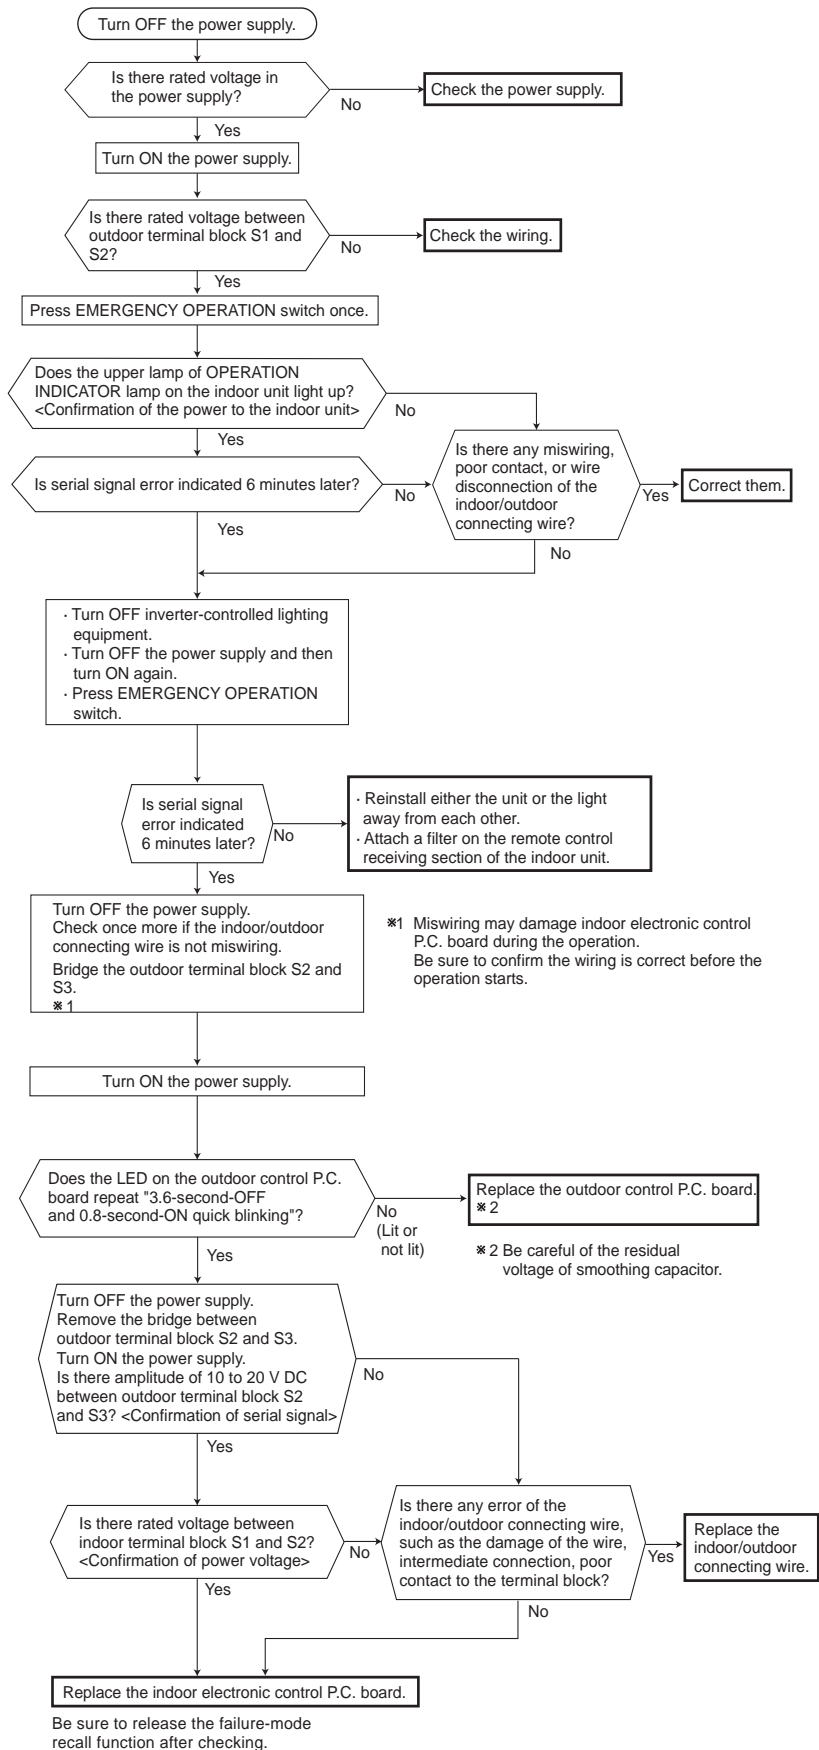 Turn OFF the power supply.
Is there rated voltage in
the power supply?
No
Check the power supply.
Yes
Turn ON the power supply.
Is there rated voltage between
outdoor terminal block S1 and
S2?
No
Check the wiring.
Yes
Press EMERGENCY OPERATION switch once.
Does the upper lamp of OPERATION
INDICATOR lamp on the indoor unit light up?
<Confirmation of the power to the indoor unit>
No
Yes
Is serial signal error indicated 6 minutes later?
No
Is there any miswiring,
poor contact, or wire
disconnection of the
indoor/outdoor
connecting wire?
Yes
Correct them.
Yes
No
· Turn OFF inverter-controlled lighting
equipment.
· Turn OFF the power supply and then
turn ON again.
· Press EMERGENCY OPERATION
switch.
Is serial signal
error indicated
6 minutes later?
No
· Reinstall either the unit or the light
away from each other.
· Attach a filter on the remote control
receiving section of the indoor unit.
Yes
Turn OFF the power supply.
Check once more if the indoor/outdoor
connecting wire is not miswiring.
Bridge the outdoor terminal block S2 and
S3.
※1
※1 Miswiring may damage indoor electronic control
P.C. board during the operation.
Be sure to confirm the wiring is correct before the
operation starts.
Turn ON the power supply.
Does the LED on the outdoor control P.C.
board repeat "3.6-second-OFF
and 0.8-second-ON quick blinking"?
No
(Lit or
not lit)
Replace the outdoor control P.C. board.
※2
※2 Be careful of the residual
voltage of smoothing capacitor.
Yes
Turn OFF the power supply.
Remove the bridge between
outdoor terminal block S2 and S3.
Turn ON the power supply.
Is there amplitude of 10 to 20 V DC
between outdoor terminal block S2
and S3? <Confirmation of serial signal>
No
Yes
Is there rated voltage between
indoor terminal block S1 and S2?
<Confirmation of power voltage>
No
Is there any error of the
indoor/outdoor connecting wire,
such as the damage of the wire,
intermediate connection, poor
contact to the terminal block?
Yes
Replace the
indoor/outdoor
connecting wire.
Yes
No
Replace the indoor electronic control P.C. board.
Be sure to release the failure-mode
recall function after checking.